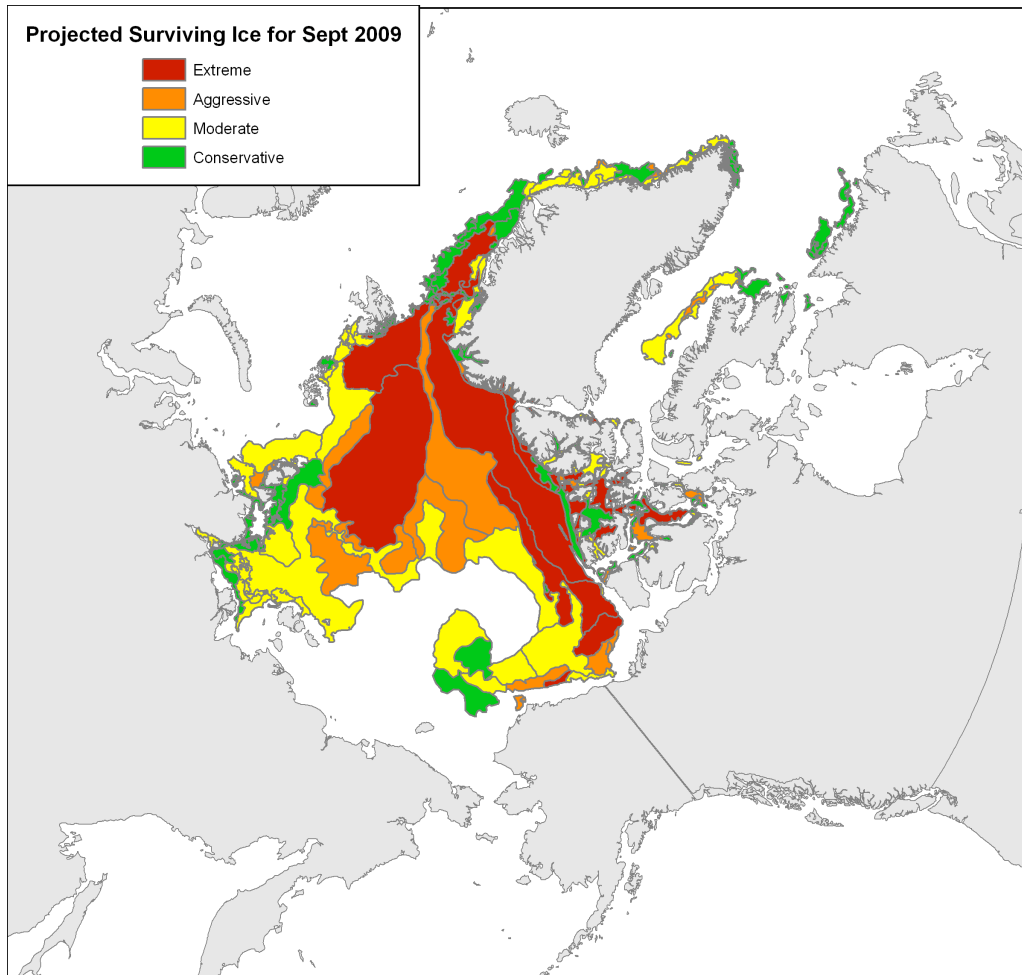 Projected Surviving Ice for Sept 2009
Extreme
Aggressive
Moderate
Conservative